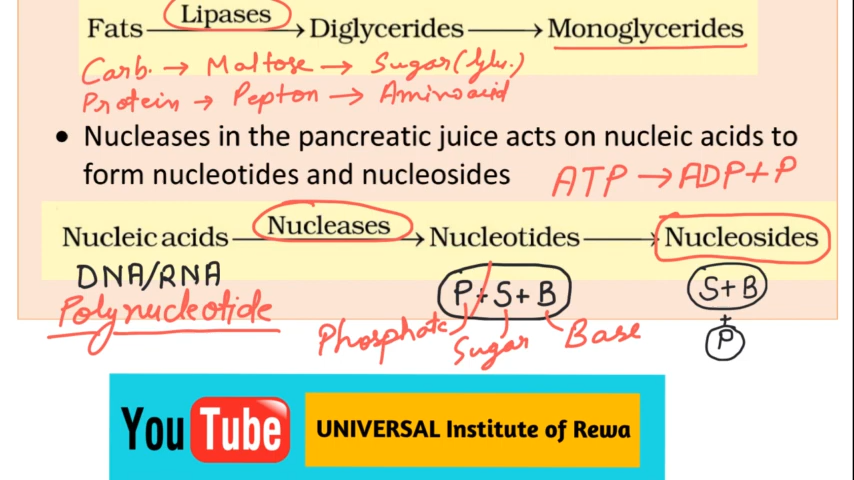 Fats Lipases Diglycerides Monoglycerides
Carb. → Maltose → Sugar (Glu.)
Protein → Pepton → Aminoacid
• Nucleases in the pancreatic juice acts on nucleic acids to
form nucleotides and nucleosides
ATP → ADP+P
Nucleic acids Nucleases Nucleotides Nucleosides
DNA/RNA P+S+B S+B
Polynucleotide + P
Phosphate Sugar Base
YouTube UNIVERSAL Institute of Rewa